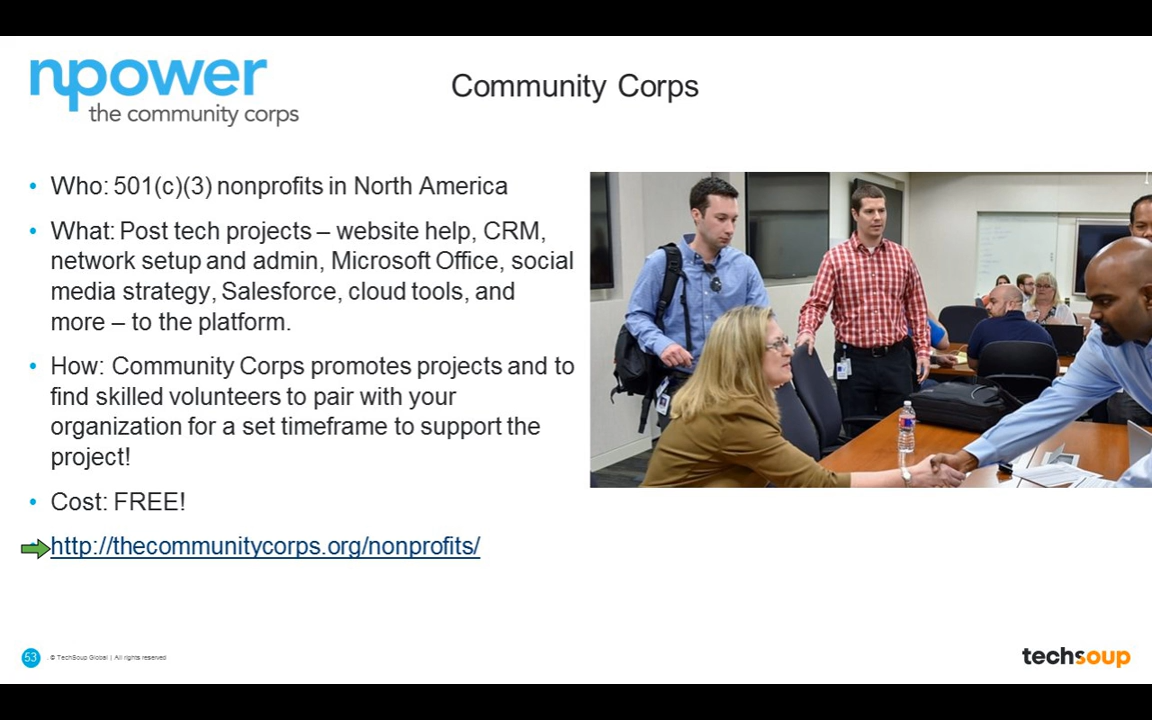 npower
the community corps
Community Corps
• Who: 501(c)(3) nonprofits in North America
• What: Post tech projects – website help, CRM,
network setup and admin, Microsoft Office, social
media strategy, Salesforce, cloud tools, and
more – to the platform.
• How: Community Corps promotes projects and to
find skilled volunteers to pair with your
organization for a set timeframe to support the
project!
• Cost: FREE!
http://thecommunitycorps.org/nonprofits/
53
© TechSoup Global | All rights reserved
techsoup